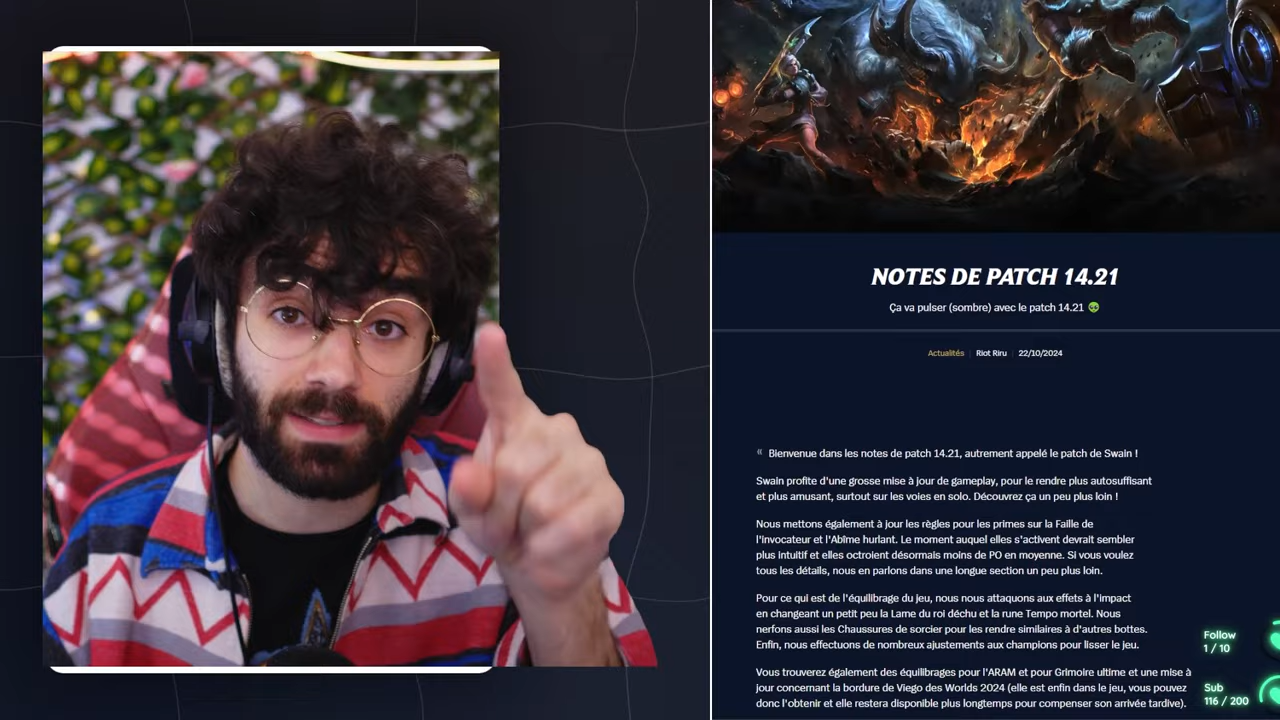 NOTES DE PATCH 14.21
Ça va pulser (sombre) avec le patch 14.21
Actualités | Riot Riru | 22/10/2024
« Bienvenue dans les notes de patch 14.21, autrement appelé le patch de Swain !
Swain profite d'une grosse mise à jour de gameplay, pour le rendre plus autosuffisant
et plus amusant, surtout sur les voies en solo. Découvrez ça un peu plus loin !
Nous mettons également à jour les règles pour les primes sur la Faille de
l'invocateur et l'Abîme hurlant. Le moment auquel elles s'activent devrait sembler
plus intuitif et elles octroient désormais moins de PO en moyenne. Si vous voulez
tous les détails, nous en parlons dans une longue section un peu plus loin.
Pour ce qui est de l'équilibrage du jeu, nous nous attaquons aux effets à l'impact
en changeant un petit peu la Lame du roi déchu et la rune Tempo mortel. Nous
nerfons aussi les Chaussures de sorcier pour les rendre similaires à d'autres bottes.
Enfin, nous effectuons de nombreux ajustements aux champions pour lisser le jeu.
Vous trouverez également des équilibrages pour l'ARAM et pour Grimoire ultime et une mise à
jour concernant la bordure de Viego des Worlds 2024 (elle est enfin dans le jeu, vous pouvez
donc l'obtenir et elle restera disponible plus longtemps pour compenser son arrivée tardive).
Follow
1 / 10
Sub
116 / 200